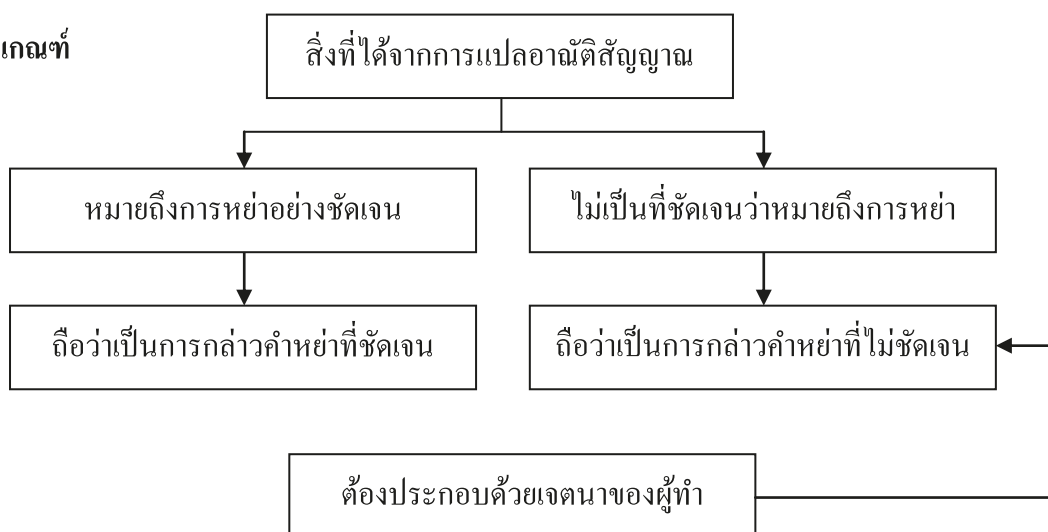 เกณฑ์
สิ่งที่ได้จากการแปลอาณัติสัญญาณ
หมายถึงการหย่าอย่างชัดเจน
ไม่เป็นที่ชัดเจนว่าหมายถึงการหย่า
ถือว่าเป็นการกล่าวคำหย่าที่ชัดเจน
ถือว่าเป็นการกล่าวคำหย่าที่ไม่ชัดเจน
ต้องประกอบด้วยเจตนาของผู้ทำ